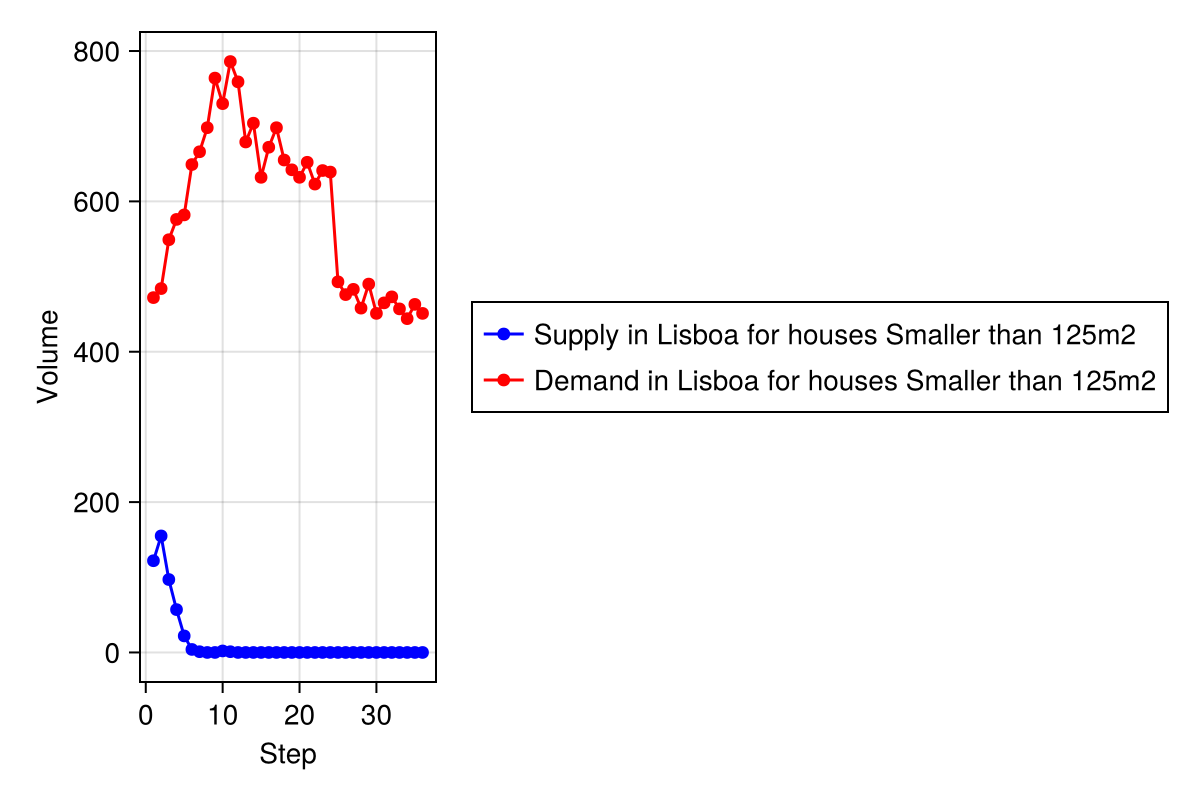 800
600
400
200
0
Volume
0 10 20 30
Step
Supply in Lisboa for houses Smaller than 125m2
Demand in Lisboa for houses Smaller than 125m2